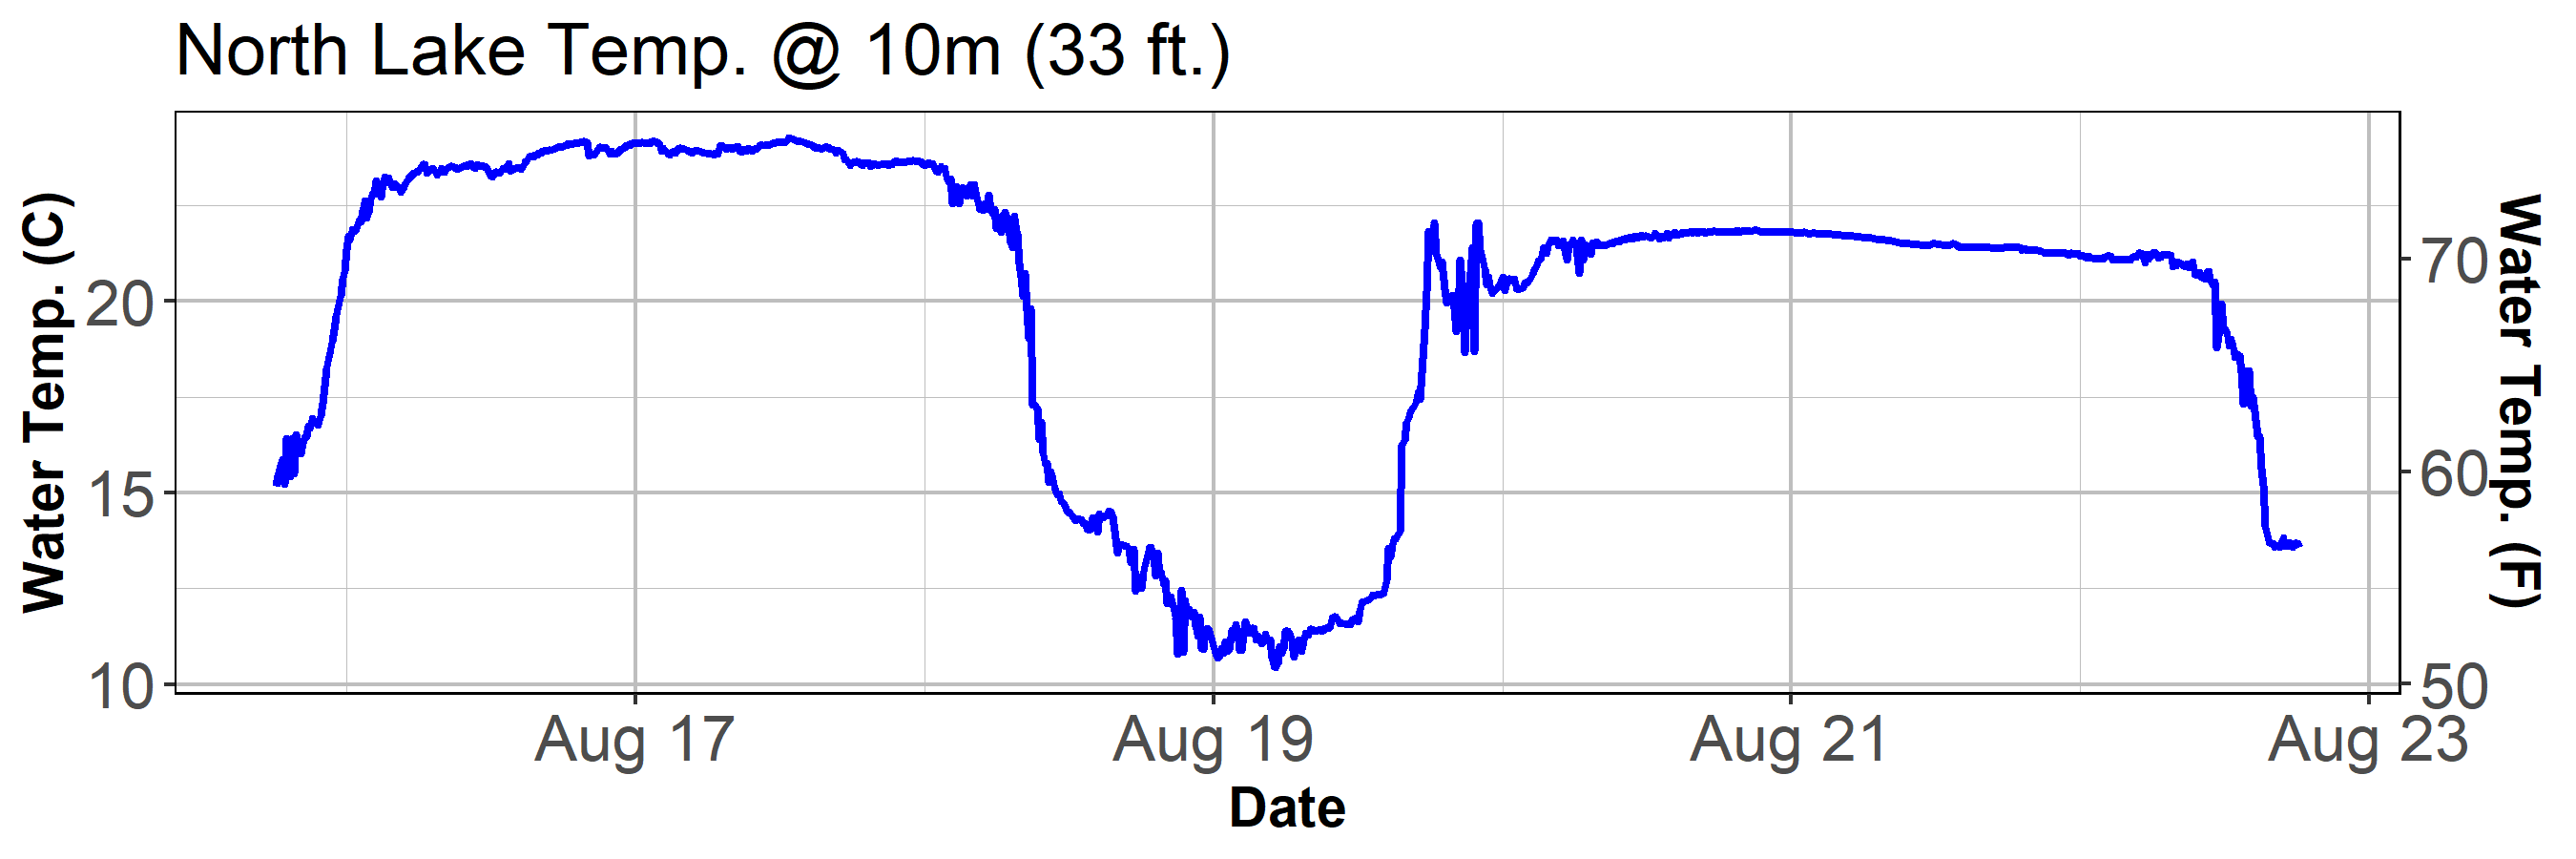 North Lake Temp. @ 10m (33 ft.)
Water Temp. (C)
20
15
10
70
60
50
Water Temp. (F)
Aug 17 Aug 19 Aug 21 Aug 23
Date